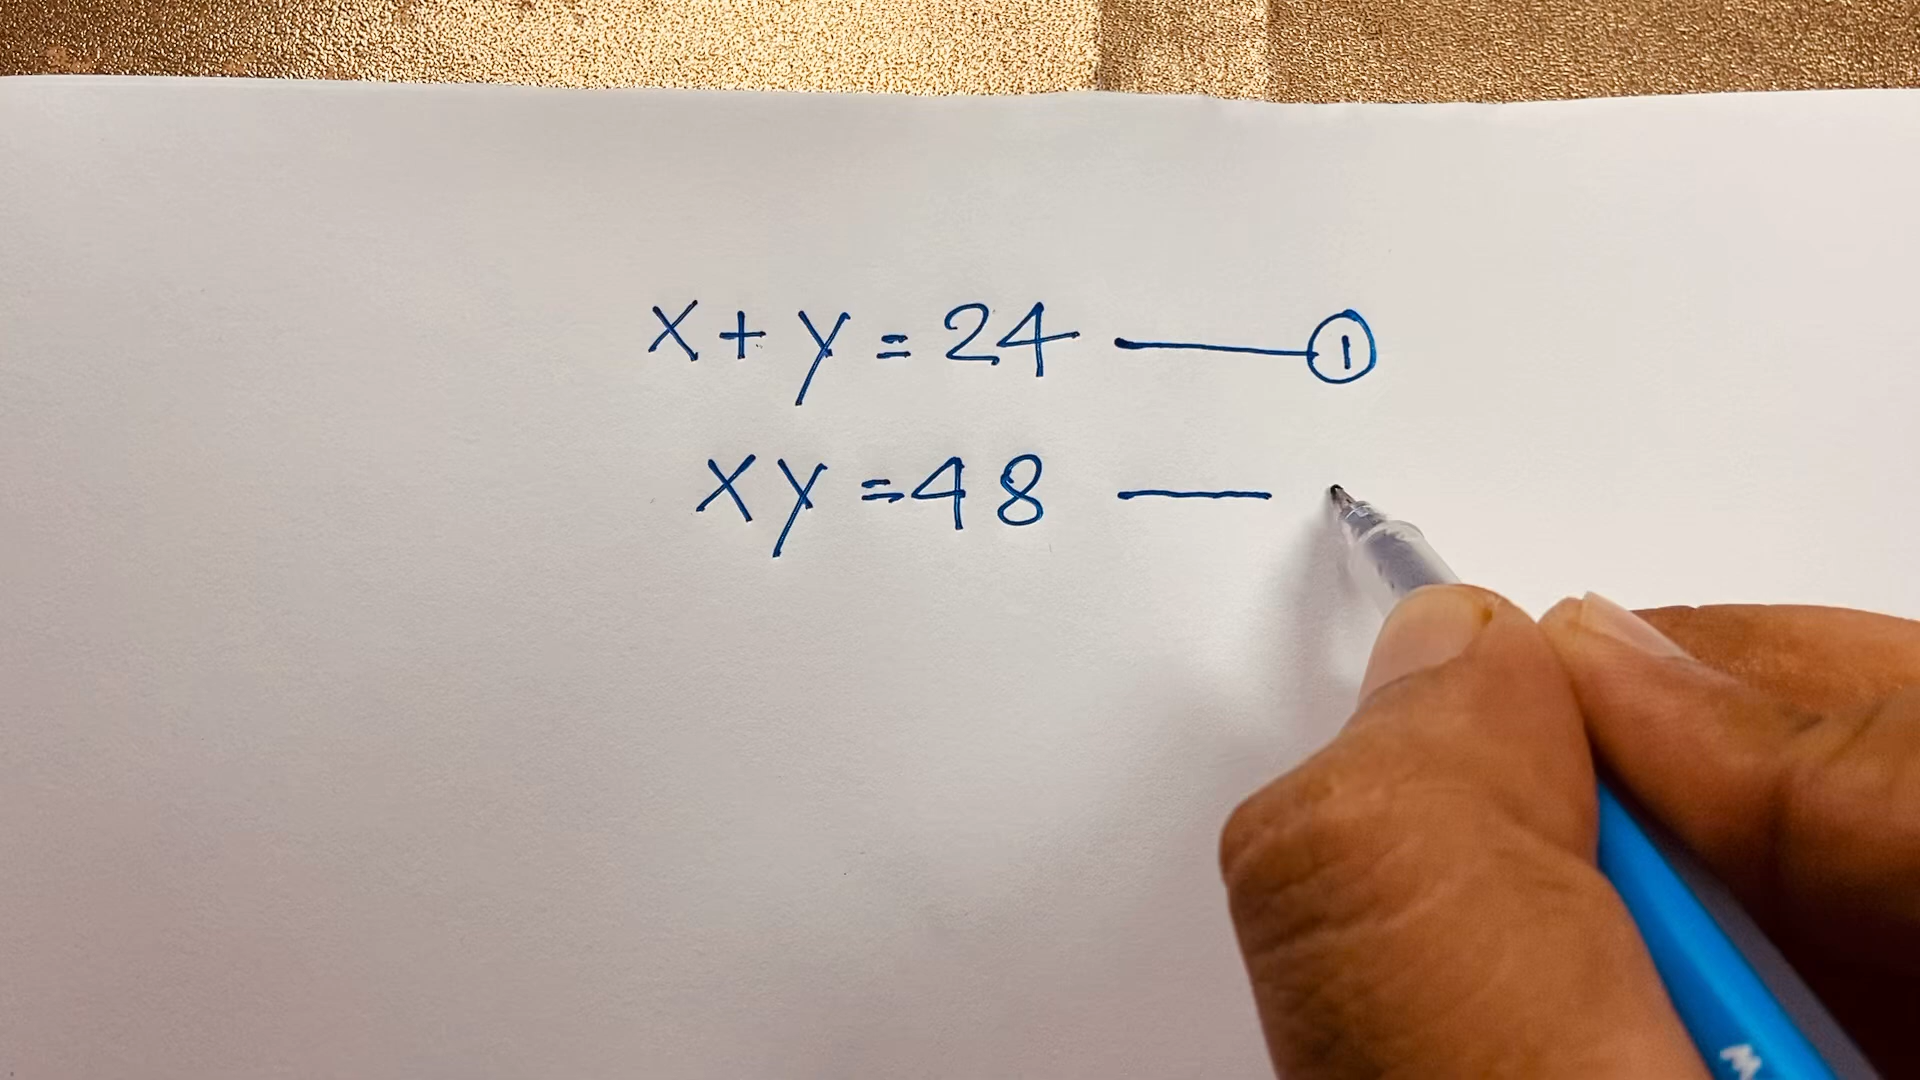 x + y = 24 —— ①
xy = 48 ——
M